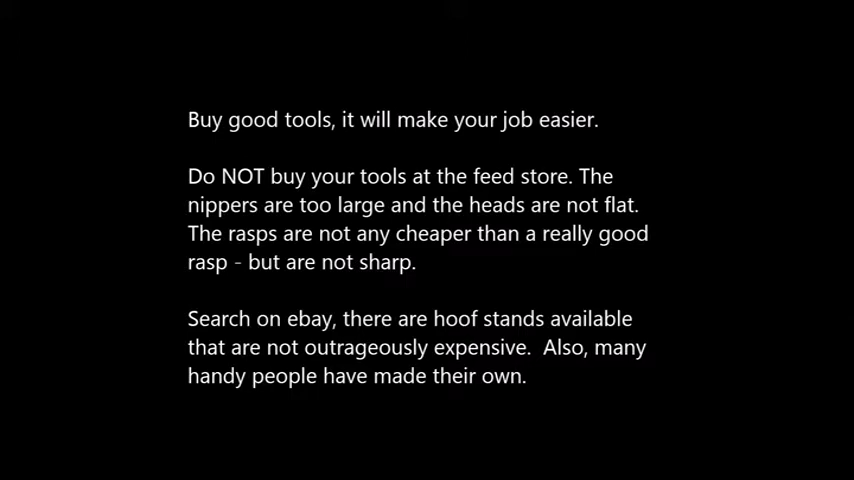 Buy good tools, it will make your job easier.
Do NOT buy your tools at the feed store. The
nippers are too large and the heads are not flat.
The rasps are not any cheaper than a really good
rasp - but are not sharp.
Search on ebay, there are hoof stands available
that are not outrageously expensive.  Also, many
handy people have made their own.